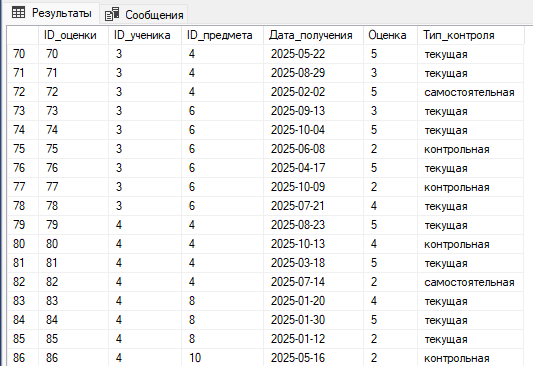 Результаты Сообщения
ID_оценки ID_ученика ID_предмета Дата_получения Оценка Тип_контроля
70 70 3 4 2025-05-22 5 текущая
71 71 3 4 2025-08-29 3 текущая
72 72 3 4 2025-02-02 5 самостоятельная
73 73 3 6 2025-09-13 3 текущая
74 74 3 6 2025-10-04 5 текущая
75 75 3 6 2025-06-08 2 контрольная
76 76 3 6 2025-04-17 5 текущая
77 77 3 6 2025-10-09 2 контрольная
78 78 3 6 2025-07-21 4 текущая
79 79 4 4 2025-08-23 5 текущая
80 80 4 4 2025-10-13 4 контрольная
81 81 4 4 2025-03-18 5 текущая
82 82 4 4 2025-07-14 2 самостоятельная
83 83 4 8 2025-01-20 4 текущая
84 84 4 8 2025-01-30 5 текущая
85 85 4 8 2025-01-12 2 текущая
86 86 4 10 2025-05-16 2 контрольная